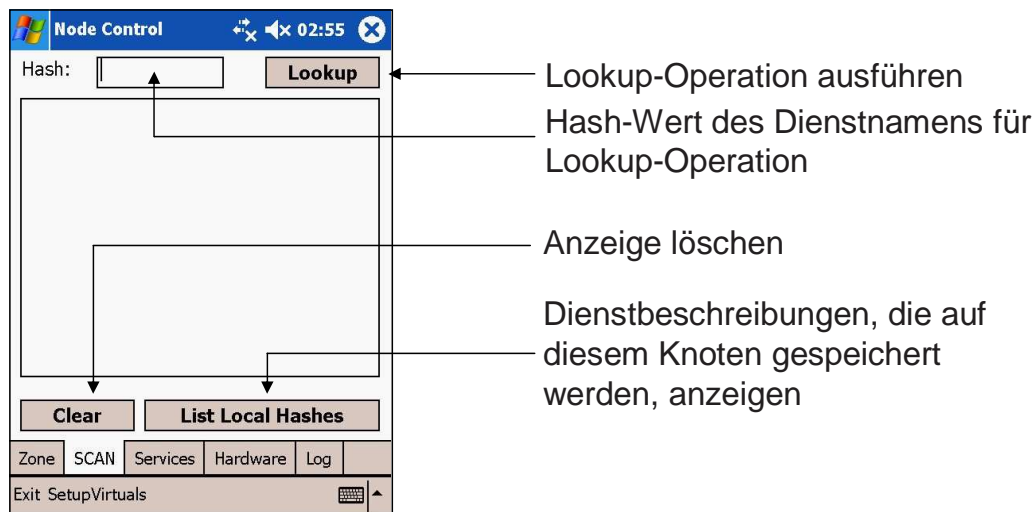 Node Control 02:55
Hash: Lookup
Lookup-Operation ausführen
Hash-Wert des Dienstnamens für
Lookup-Operation
Anzeige löschen
Dienstbeschreibungen, die auf
diesem Knoten gespeichert
werden, anzeigen
Clear List Local Hashes
Zone SCAN Services Hardware Log
Exit SetupVirtuals